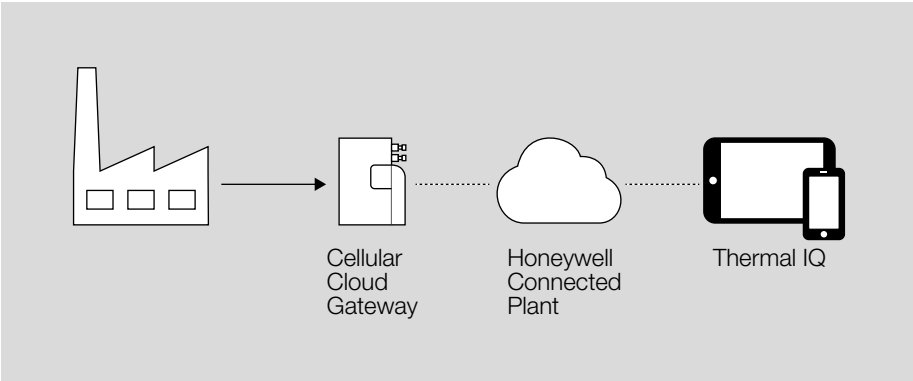 Cellular
Cloud
Gateway
Honeywell
Connected
Plant
Thermal IQ